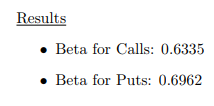 Results
• Beta for Calls: 0.6335
• Beta for Puts: 0.6962